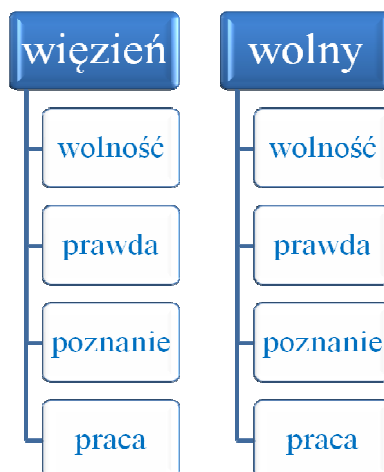 więzień
wolność
prawda
poznanie
praca
wolny
wolność
prawda
poznanie
praca